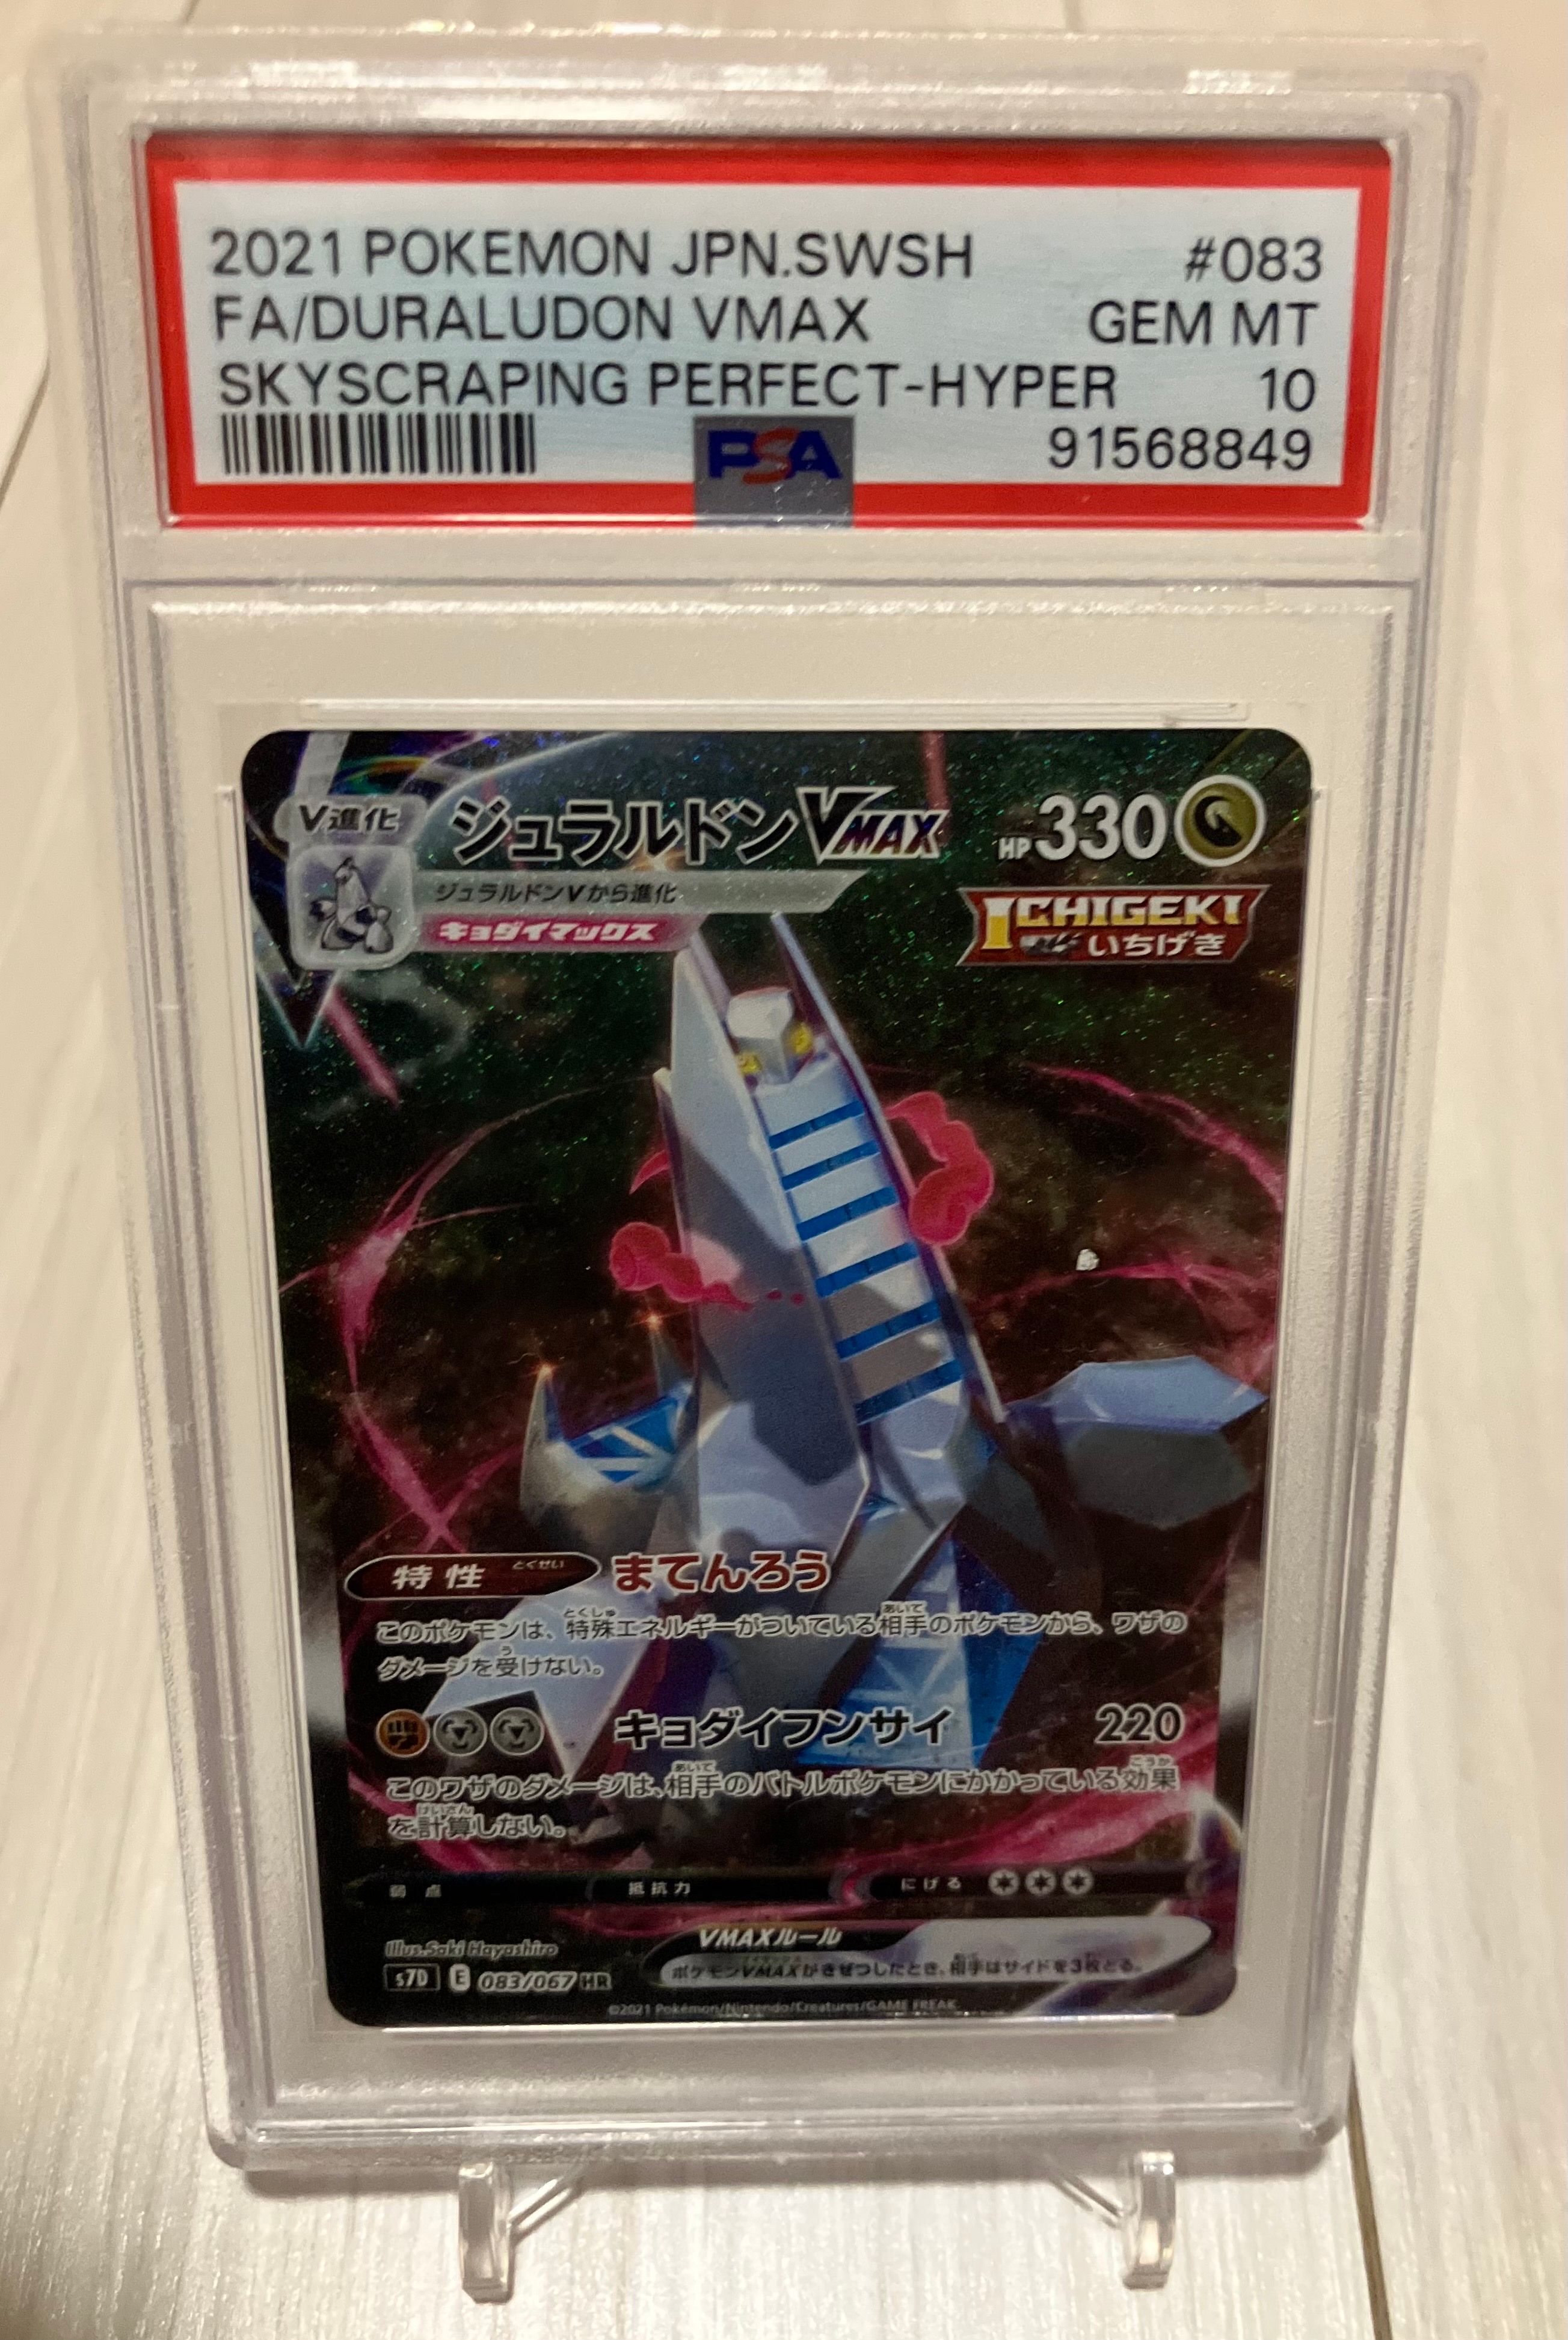 2021 POKEMON JPN.SWSH #083
FA/DURALUDON VMAX GEM MT
SKYSCRAPING PERFECT-HYPER 10
PSA 91568849
V進化 ジュラルドンVMAX HP 330
ジュラルドンVから進化
キョダイマックス
ICHIGEKI
いちげき
特性 とくせい まてんろう
このポケモンは、特殊エネルギーがついている相手のポケモンから、ワザの
ダメージを受けない。
キョダイフンサイ 220
このワザのダメージは、相手のバトルポケモンにかかっている効果
を計算しない。
弱点 抵抗力 にげる
VMAXルール
ポケモンVMAXがきぜつしたとき、相手はサイドを3枚とる。
Illus.Saki Hayashiro
s7D E 083/067 HR
©2021 Pokémon/Nintendo/Creatures/GAME FREAK